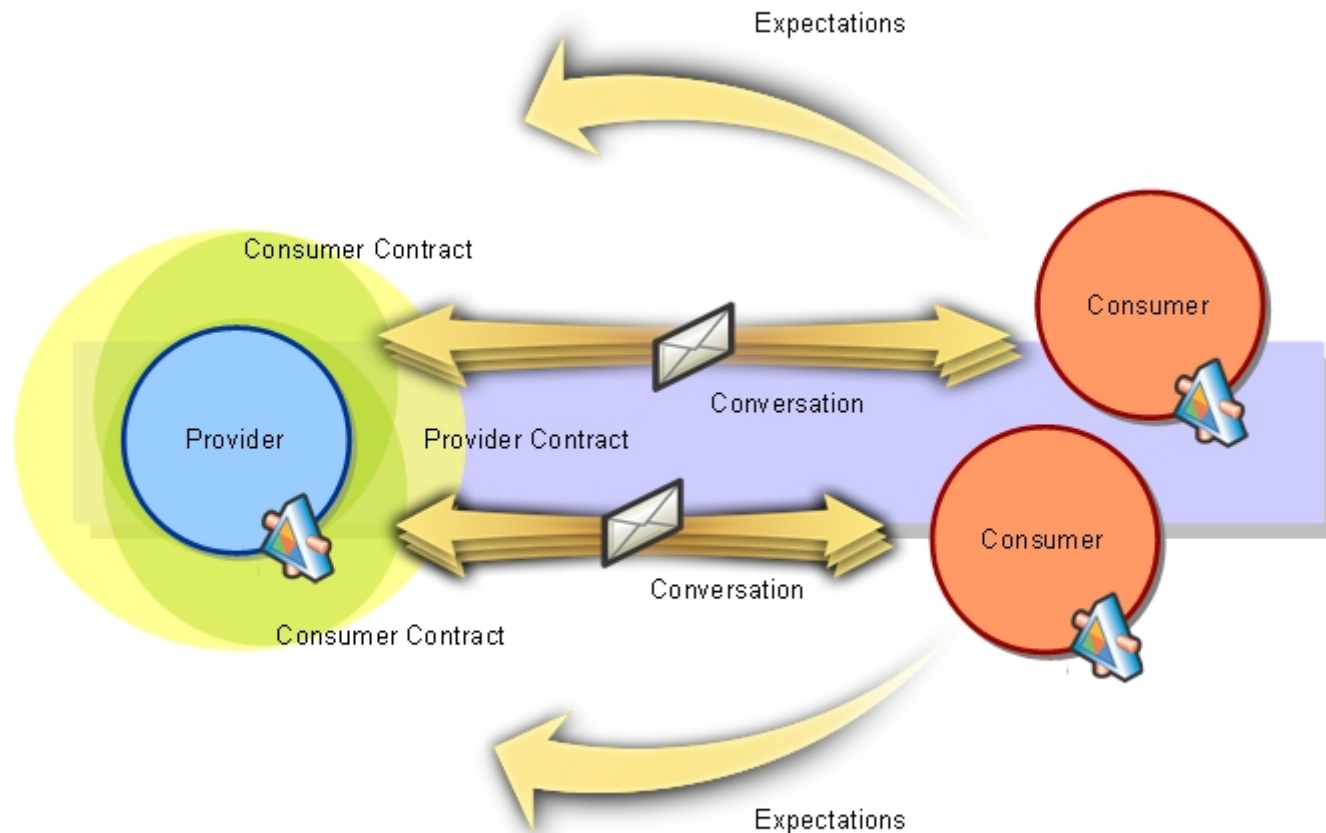 Expectations
Consumer Contract
Consumer
Conversation
Provider
Provider Contract
Consumer
Conversation
Consumer Contract
Expectations